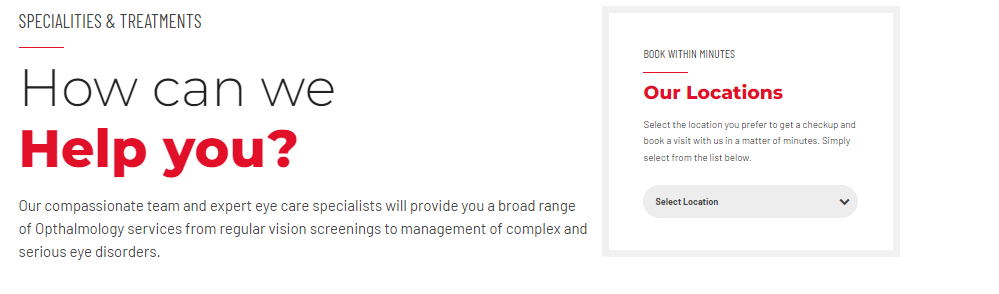 SPECIALITIES & TREATMENTS
How can we
Help you?
Our compassionate team and expert eye care specialists will provide you a broad range
of Opthalmology services from regular vision screenings to management of complex and
serious eye disorders.
BOOK WITHIN MINUTES
Our Locations
Select the location you prefer to get a checkup and
book a visit with us in a matter of minutes. Simply
select from the list below.
Select Location